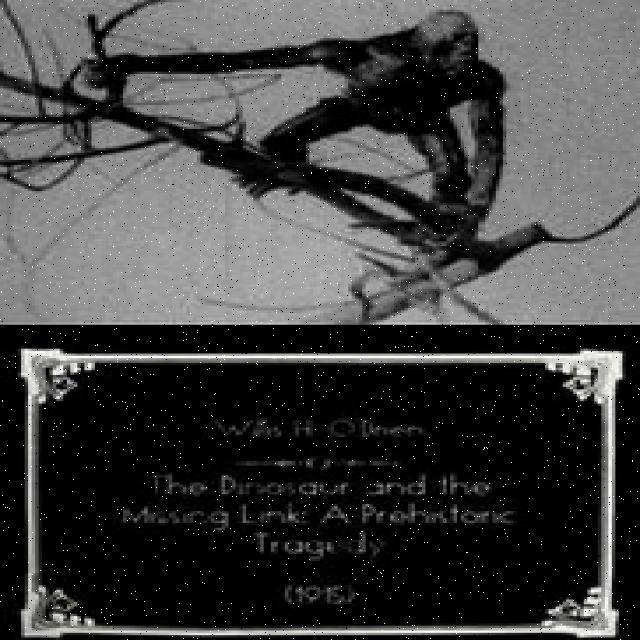 Willis H. O'Brien
The Dinosaur and the
Missing Link: A Prehistoric
Tragedy
(1915)